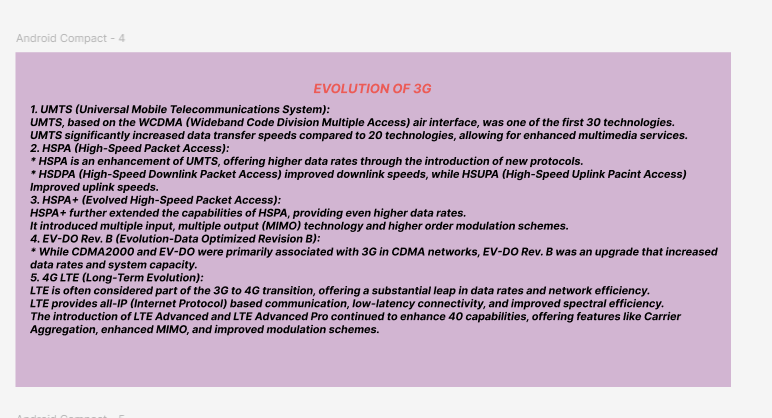 Android Compact - 4
EVOLUTION OF 3G
1. UMTS (Universal Mobile Telecommunications System):
UMTS, based on the WCDMA (Wideband Code Division Multiple Access) air interface, was one of the first 30 technologies.
UMTS significantly increased data transfer speeds compared to 20 technologies, allowing for enhanced multimedia services.
2. HSPA (High-Speed Packet Access):
* HSPA is an enhancement of UMTS, offering higher data rates through the introduction of new protocols.
* HSDPA (High-Speed Downlink Packet Access) improved downlink speeds, while HSUPA (High-Speed Uplink Pacint Access)
Improved uplink speeds.
3. HSPA+ (Evolved High-Speed Packet Access):
HSPA+ further extended the capabilities of HSPA, providing even higher data rates.
It introduced multiple input, multiple output (MIMO) technology and higher order modulation schemes.
4. EV-DO Rev. B (Evolution-Data Optimized Revision B):
* While CDMA2000 and EV-DO were primarily associated with 3G in CDMA networks, EV-DO Rev. B was an upgrade that increased
data rates and system capacity.
5. 4G LTE (Long-Term Evolution):
LTE is often considered part of the 3G to 4G transition, offering a substantial leap in data rates and network efficiency.
LTE provides all-IP (Internet Protocol) based communication, low-latency connectivity, and improved spectral efficiency.
The introduction of LTE Advanced and LTE Advanced Pro continued to enhance 40 capabilities, offering features like Carrier
Aggregation, enhanced MIMO, and improved modulation schemes.
Android Compact - 5